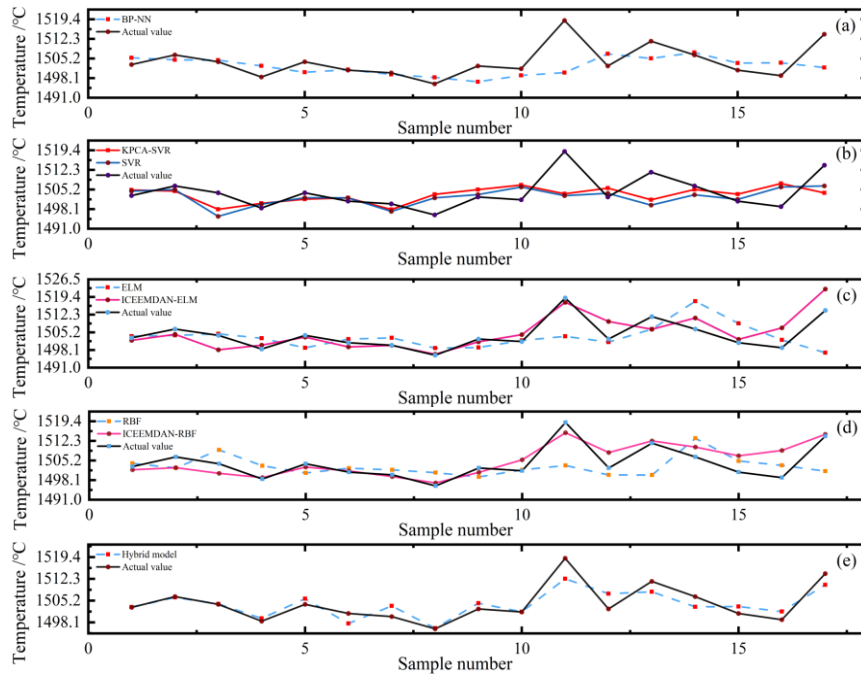 (a)
BP-NN
Actual value
Temperature /°C
1519.4
1512.3
1505.2
1498.1
1491.0
0 5 10 15
Sample number
(b)
KPCA-SVR
SVR
Actual value
Temperature /°C
1519.4
1512.3
1505.2
1498.1
1491.0
0 5 10 15
Sample number
(c)
ELM
ICEEMDAN-ELM
Actual value
Temperature /°C
1526.5
1519.4
1512.3
1505.2
1498.1
1491.0
0 5 10 15
Sample number
(d)
RBF
ICEEMDAN-RBF
Actual value
Temperature /°C
1519.4
1512.3
1505.2
1498.1
1491.0
0 5 10 15
Sample number
(e)
Hybrid model
Actual value
Temperature /°C
1519.4
1512.3
1505.2
1498.1
0 5 10 15
Sample number